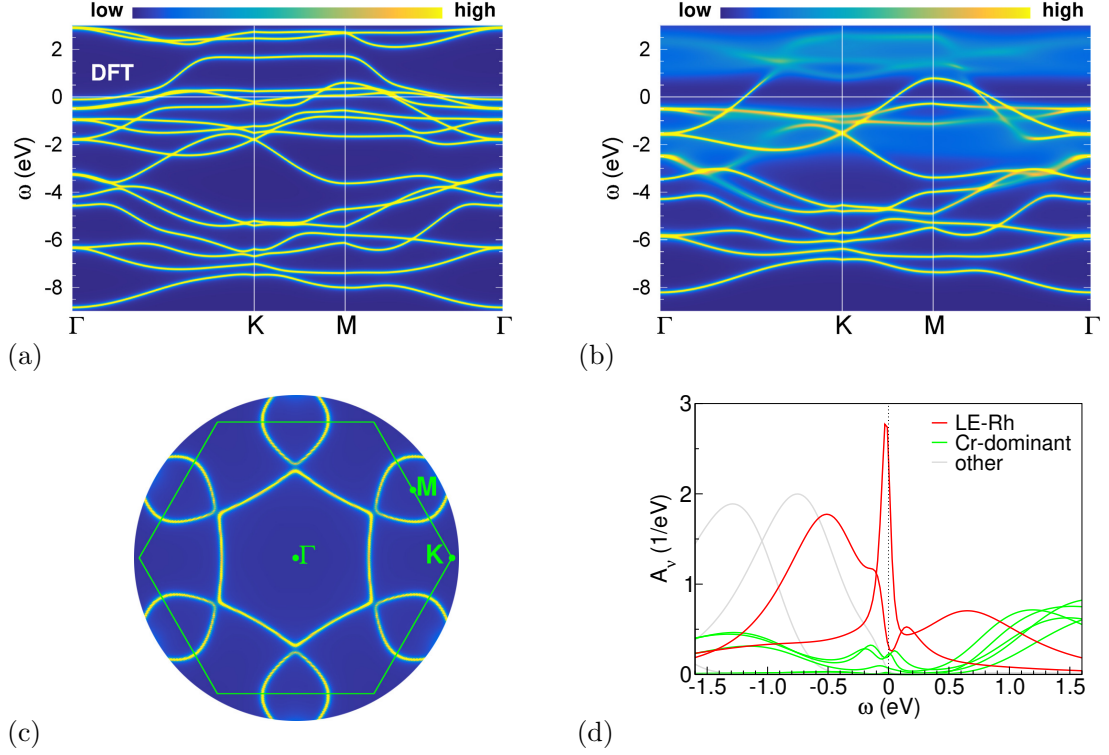 low high
DFT
ω (eV)
2
0
-2
-4
-6
-8
Γ K M Γ
(a)
low high
ω (eV)
2
0
-2
-4
-6
-8
Γ K M Γ
(b)
M
Γ
K
(c)
A_ν (1/eV)
3
2
1
0
LE-Rh
Cr-dominant
other
-1.5 -1.0 -0.5 0 0.5 1.0 1.5
ω (eV)
(d)